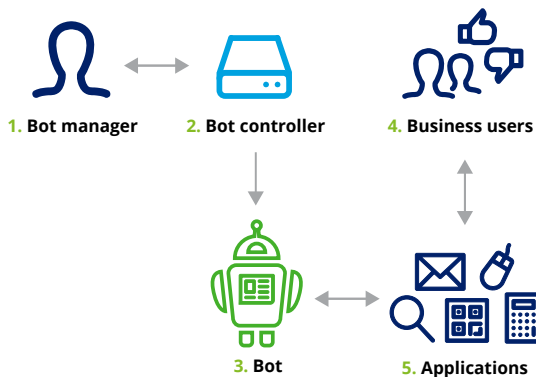 1. Bot manager
2. Bot controller
4. Business users
3. Bot
5. Applications